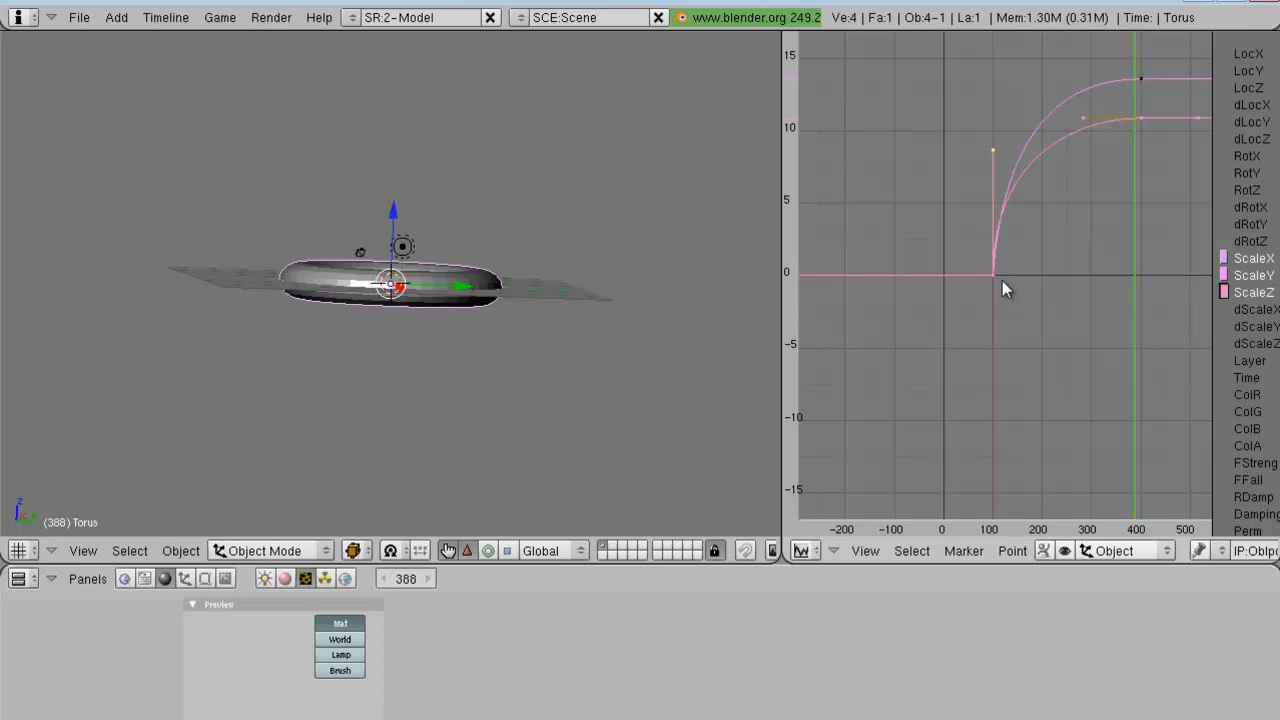 File Add Timeline Game Render Help SR:2-Model SCE:Scene www.blender.org 249.2 Ve:4 | Fa:1 | Ob:4-1 | La:1 | Mem:1.30M (0.31M) | Time: | Torus
15
10
5
0
-5
-10
-15
-200 -100 0 100 200 300 400 500
LocX
LocY
LocZ
dLocX
dLocY
dLocZ
RotX
RotY
RotZ
dRotX
dRotY
dRotZ
ScaleX
ScaleY
ScaleZ
dScaleX
dScaleY
dScaleZ
Layer
Time
ColR
ColG
ColB
ColA
FStreng
FFall
RDamp
Damping
Perm
z
(388) Torus
View Select Object Object Mode Global
View Select Marker Point Object
Panels 388
Preview
Mat
World
Lamp
Brush